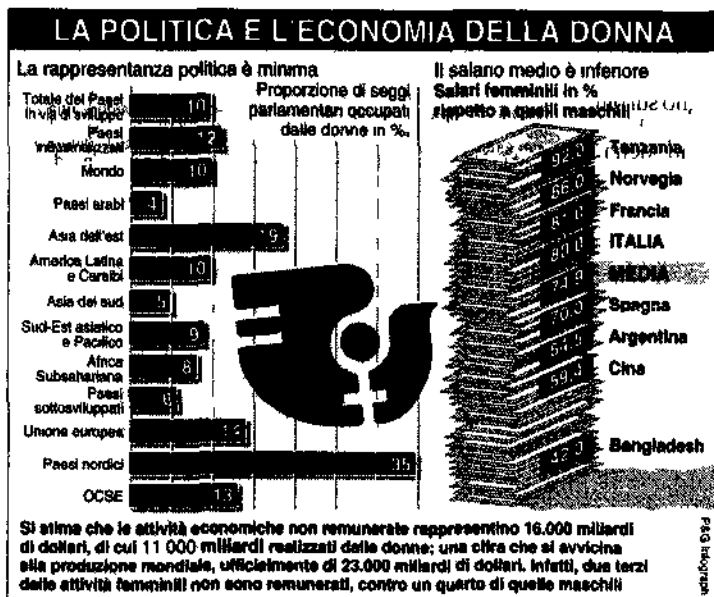 LA POLITICA E L'ECONOMIA DELLA DONNA
La rappresentanza politica è minima
Proporzione di seggi
parlamentari occupati
dalle donne in %.
Totale dei Paesi
in via di sviluppo 10
Paesi
industrializzati 12
Mondo 10
Paesi arabi 4
Asia dell'est 19
America Latina
e Caraibi 10
Asia del sud 5
Sud-Est asiatico
e Pacifico 9
Africa
Subsahariana 8
Paesi
sottosviluppati 6
Unione europea
Paesi nordici 35
OCSE 13
Il salario medio è inferiore
Salari femminili in %
rispetto a quelli maschili
92.0 Tanzania
Norvegia
Francia
80.0 ITALIA
74.9 MEDIA
70.0 Spagna
Argentina
59.4 Cina
42.0 Bangladesh
Si stima che le attività economiche non remunerate rappresentino 16.000 miliardi
di dollari, di cui 11 000 miliardi realizzati dalle donne; una cifra che si avvicina
alla produzione mondiale, ufficialmente di 23.000 miliardi di dollari. Infatti, due terzi
delle attività femminili non sono remunerati, contro un quarto di quelle maschili
P&G Infograph